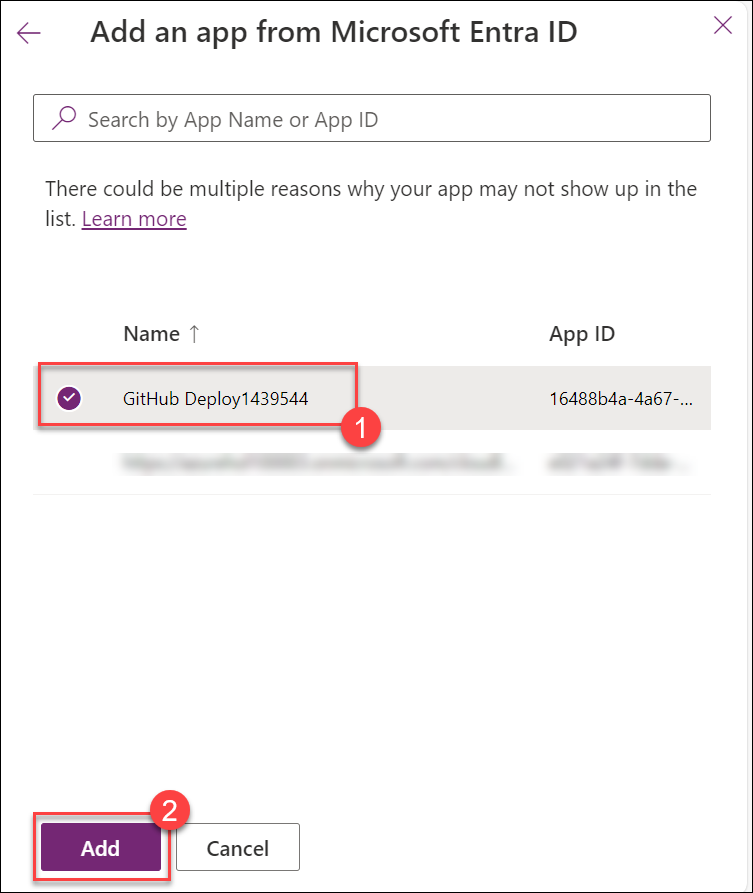 Add an app from Microsoft Entra ID
Search by App Name or App ID
There could be multiple reasons why your app may not show up in the
list. Learn more
Name ↑ App ID
GitHub Deploy1439544 16488b4a-4a67-...
1
2
Add Cancel